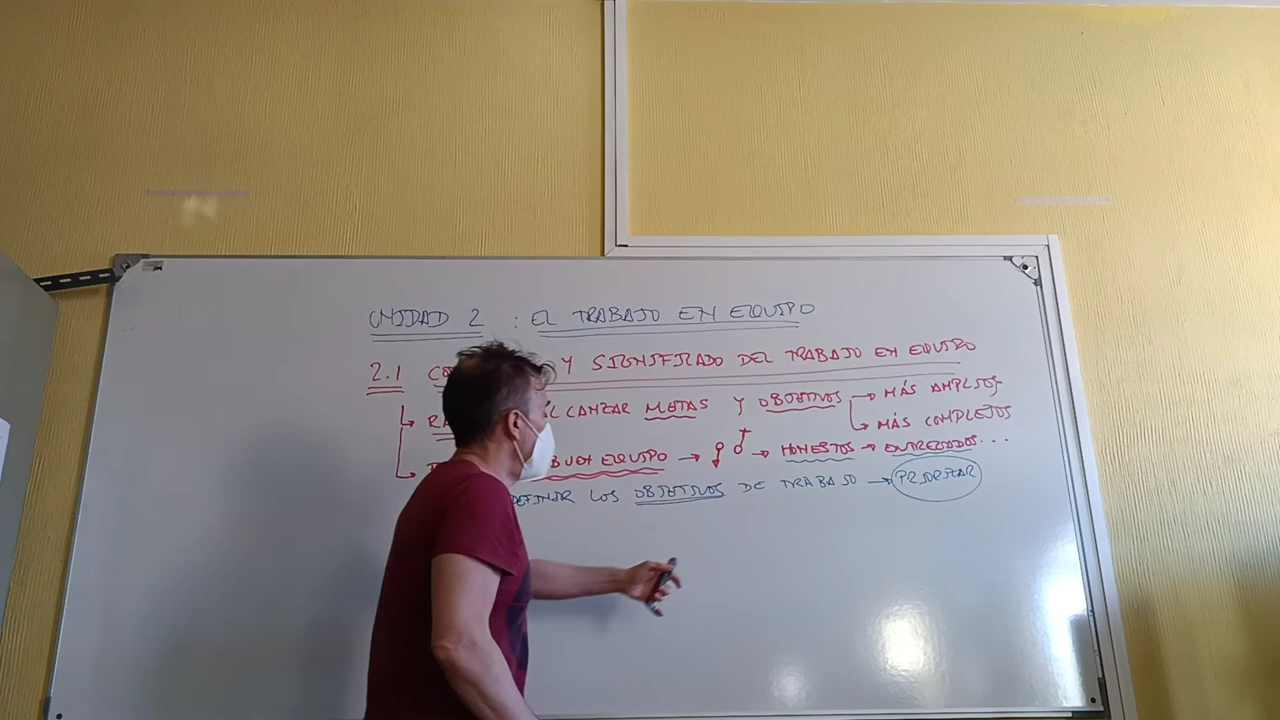 UNIDAD 2 : EL TRABAJO EN EQUIPO
2.1 Y SIGNIFICADO DEL TRABAJO EN EQUIPO
ALCANZAR METAS Y OBJETIVOS → MÁS AMPLIOS
MÁS COMPLEJOS
BUEN EQUIPO → → HONESTOS → ENTREGADOS...
DEFINIR LOS OBJETIVOS DE TRABAJO → PRIORIZAR